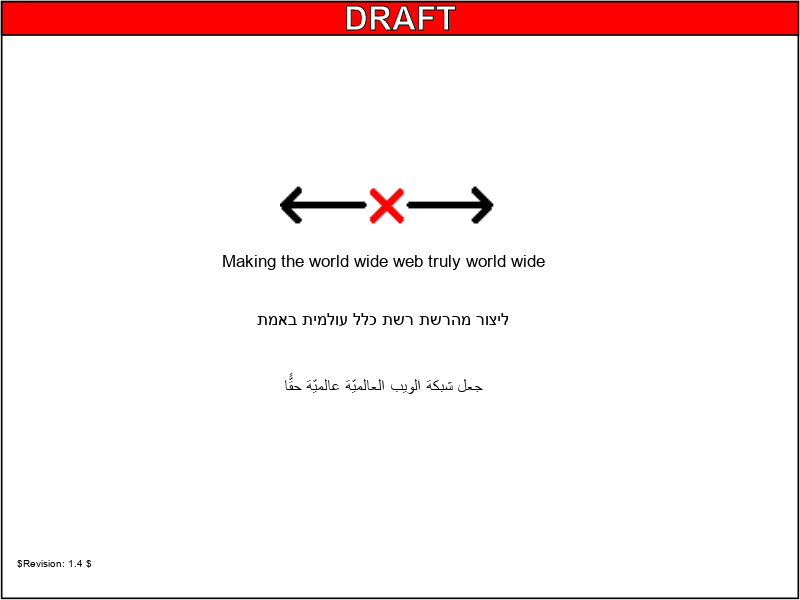 DRAFT
Making the world wide web truly world wide
ליצור מהרשת רשת כלל עולמית באמת
جعل شبكة الويب العالميّة عالميّة حقًّا
$Revision: 1.4 $